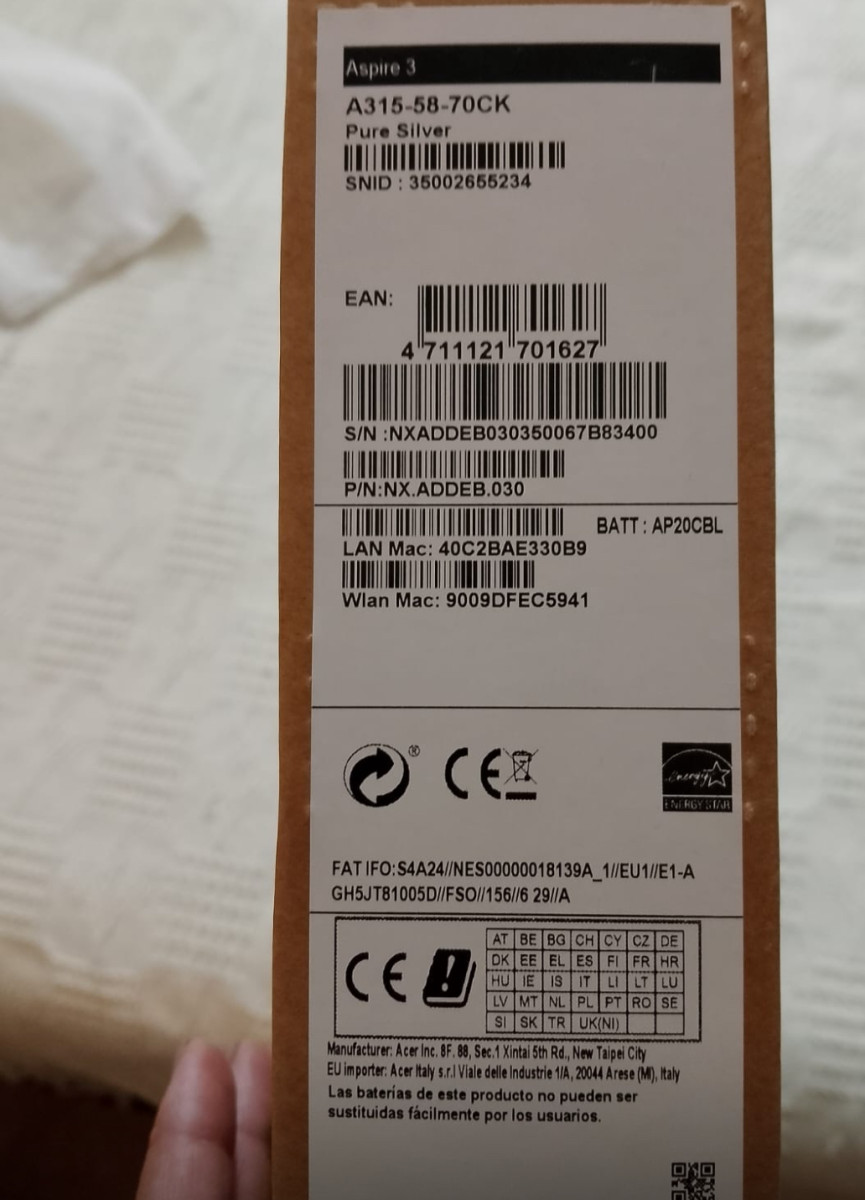 Aspire 3
A315-58-70CK
Pure Silver
SNID : 35002655234
EAN:
4 711121 701627
S/N :NXADDEB030350067B83400
P/N:NX.ADDEB.030
BATT : AP20CBL
LAN Mac: 40C2BAE330B9
Wlan Mac: 9009DFEC5941
®
CE
energy
ENERGY STAR
FAT IFO:S4A24//NES00000018139A_1//EU1//E1-A
GH5JT81005D//FSO//156//6 29//A
CE
AT BE BG CH CY CZ DE
DK EE EL ES FI FR HR
HU IE IS IT LI LT LU
LV MT NL PL PT RO SE
SI SK TR UK(NI)
Manufacturer: Acer Inc. 8F. 88, Sec.1 Xintai 5th Rd., New Taipei City
EU importer: Acer Italy s.r.l Viale delle Industrie 1/A, 20044 Arese (MI), Italy
Las baterías de este producto no pueden ser
sustituidas fácilmente por los usuarios.